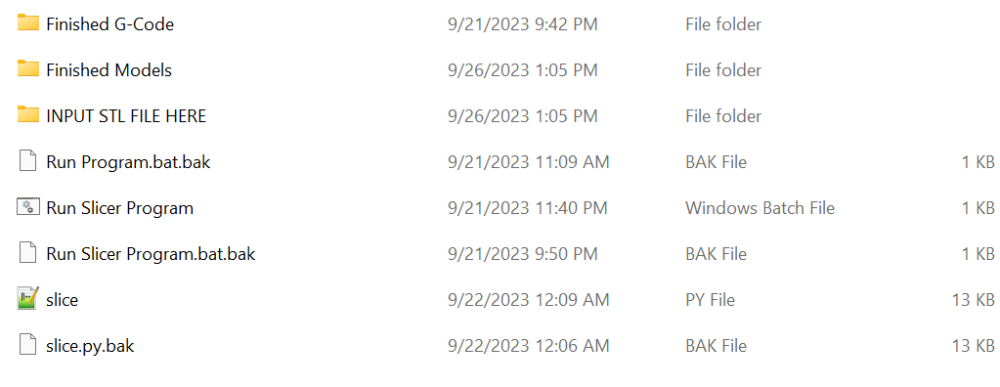 Finished G-Code 9/21/2023 9:42 PM File folder
Finished Models 9/26/2023 1:05 PM File folder
INPUT STL FILE HERE 9/26/2023 1:05 PM File folder
Run Program.bat.bak 9/21/2023 11:09 AM BAK File 1 KB
Run Slicer Program 9/21/2023 11:40 PM Windows Batch File 1 KB
Run Slicer Program.bat.bak 9/21/2023 9:50 PM BAK File 1 KB
slice 9/22/2023 12:09 AM PY File 13 KB
slice.py.bak 9/22/2023 12:06 AM BAK File 13 KB